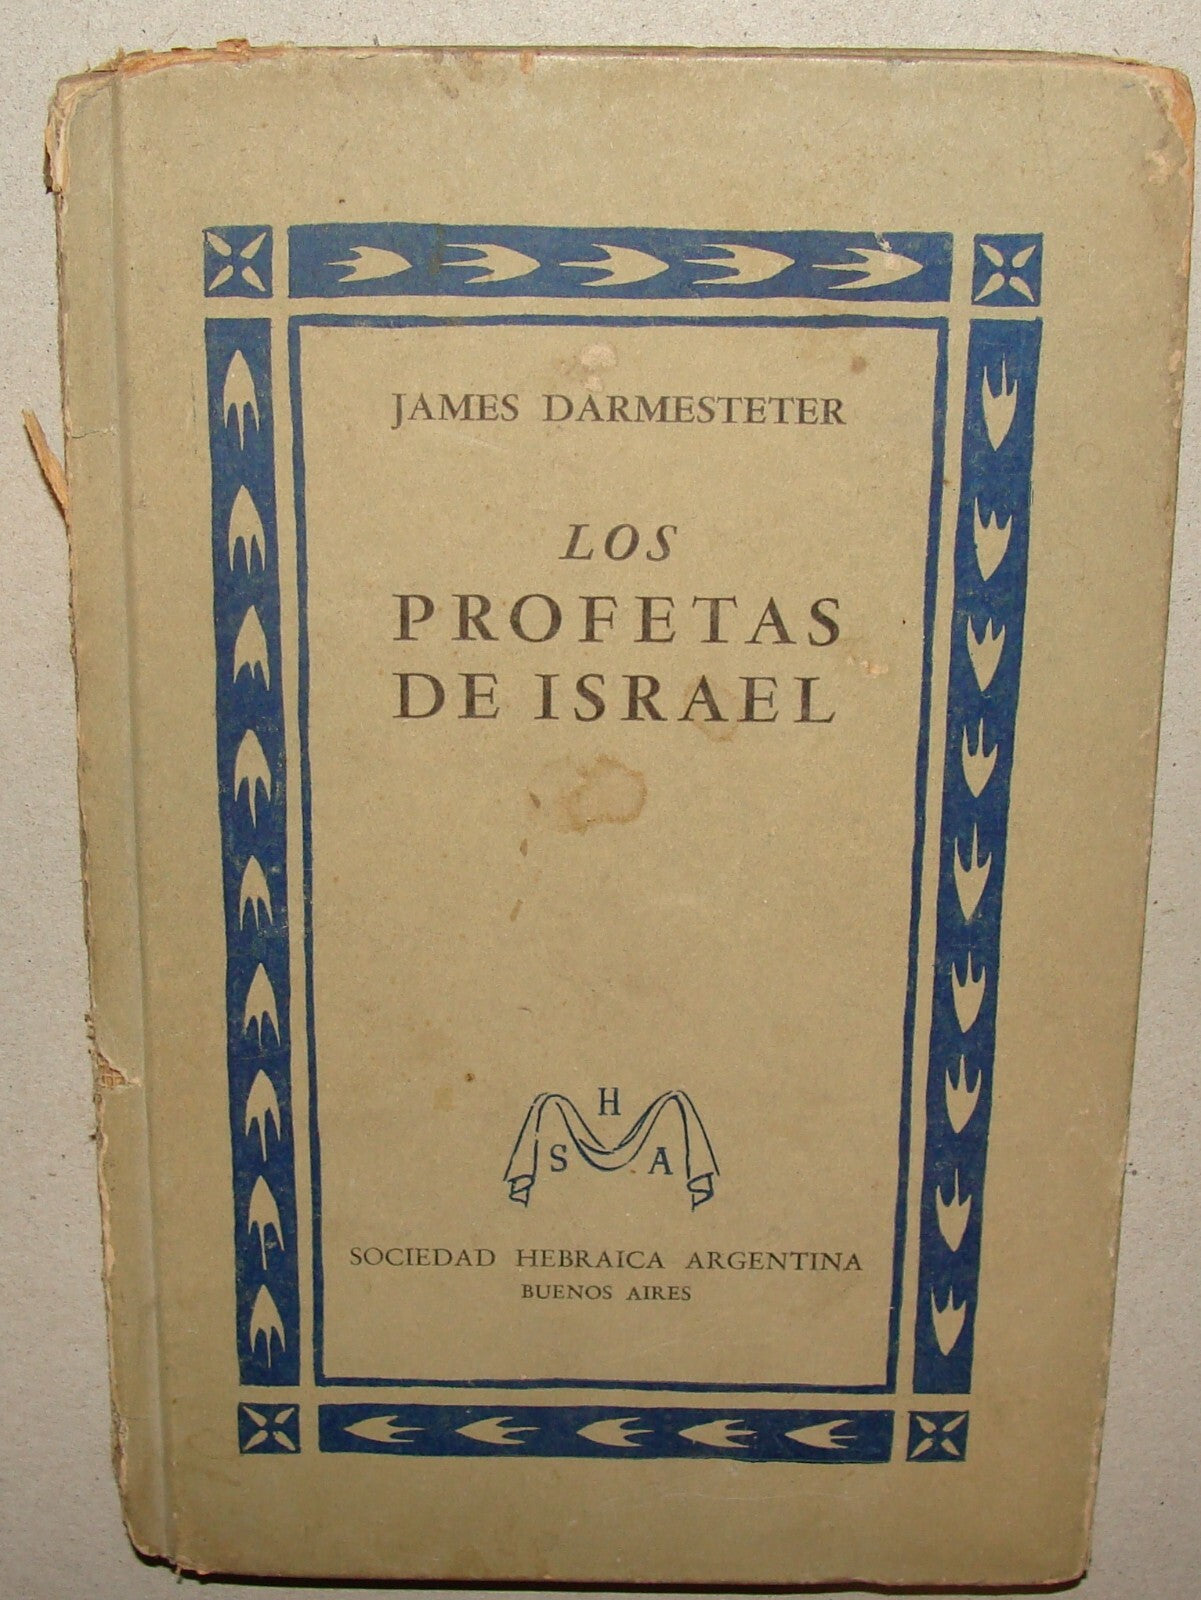 JAMES DARMESTETER
LOS
PROFETAS
DE ISRAEL
H
S A
SOCIEDAD HEBRAICA ARGENTINA
BUENOS AIRES